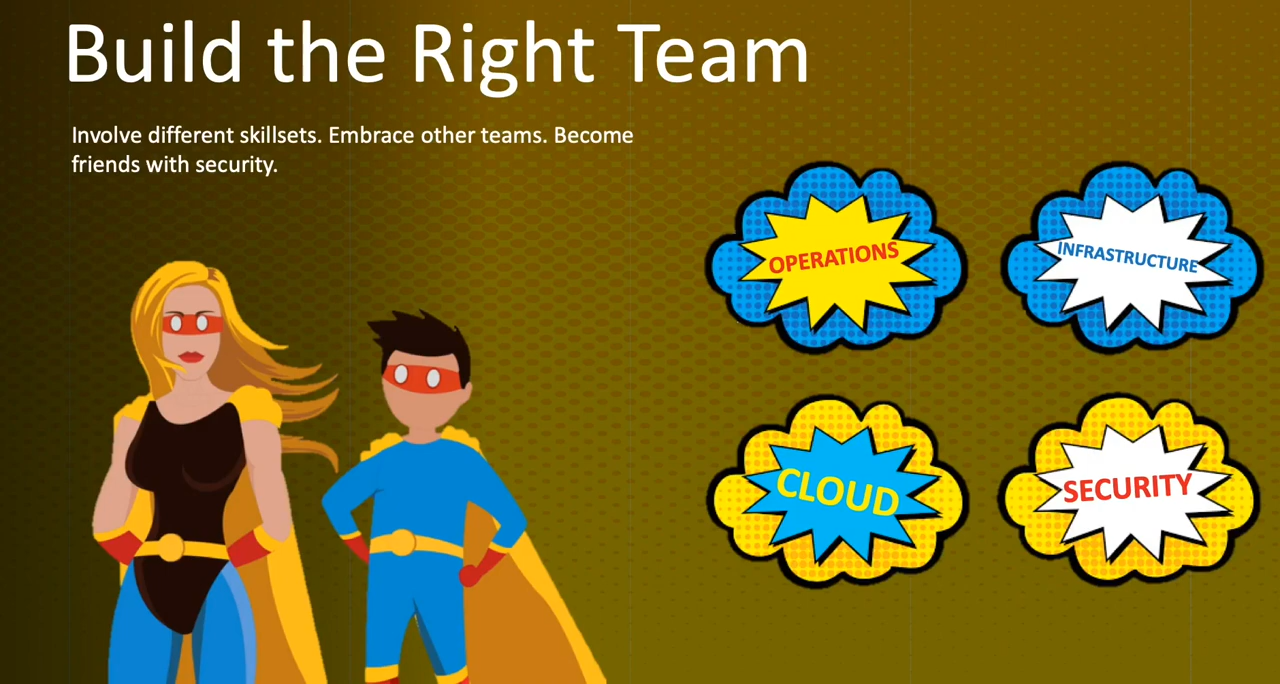 Build the Right Team
Involve different skillsets. Embrace other teams. Become
friends with security.
OPERATIONS
INFRASTRUCTURE
CLOUD
SECURITY